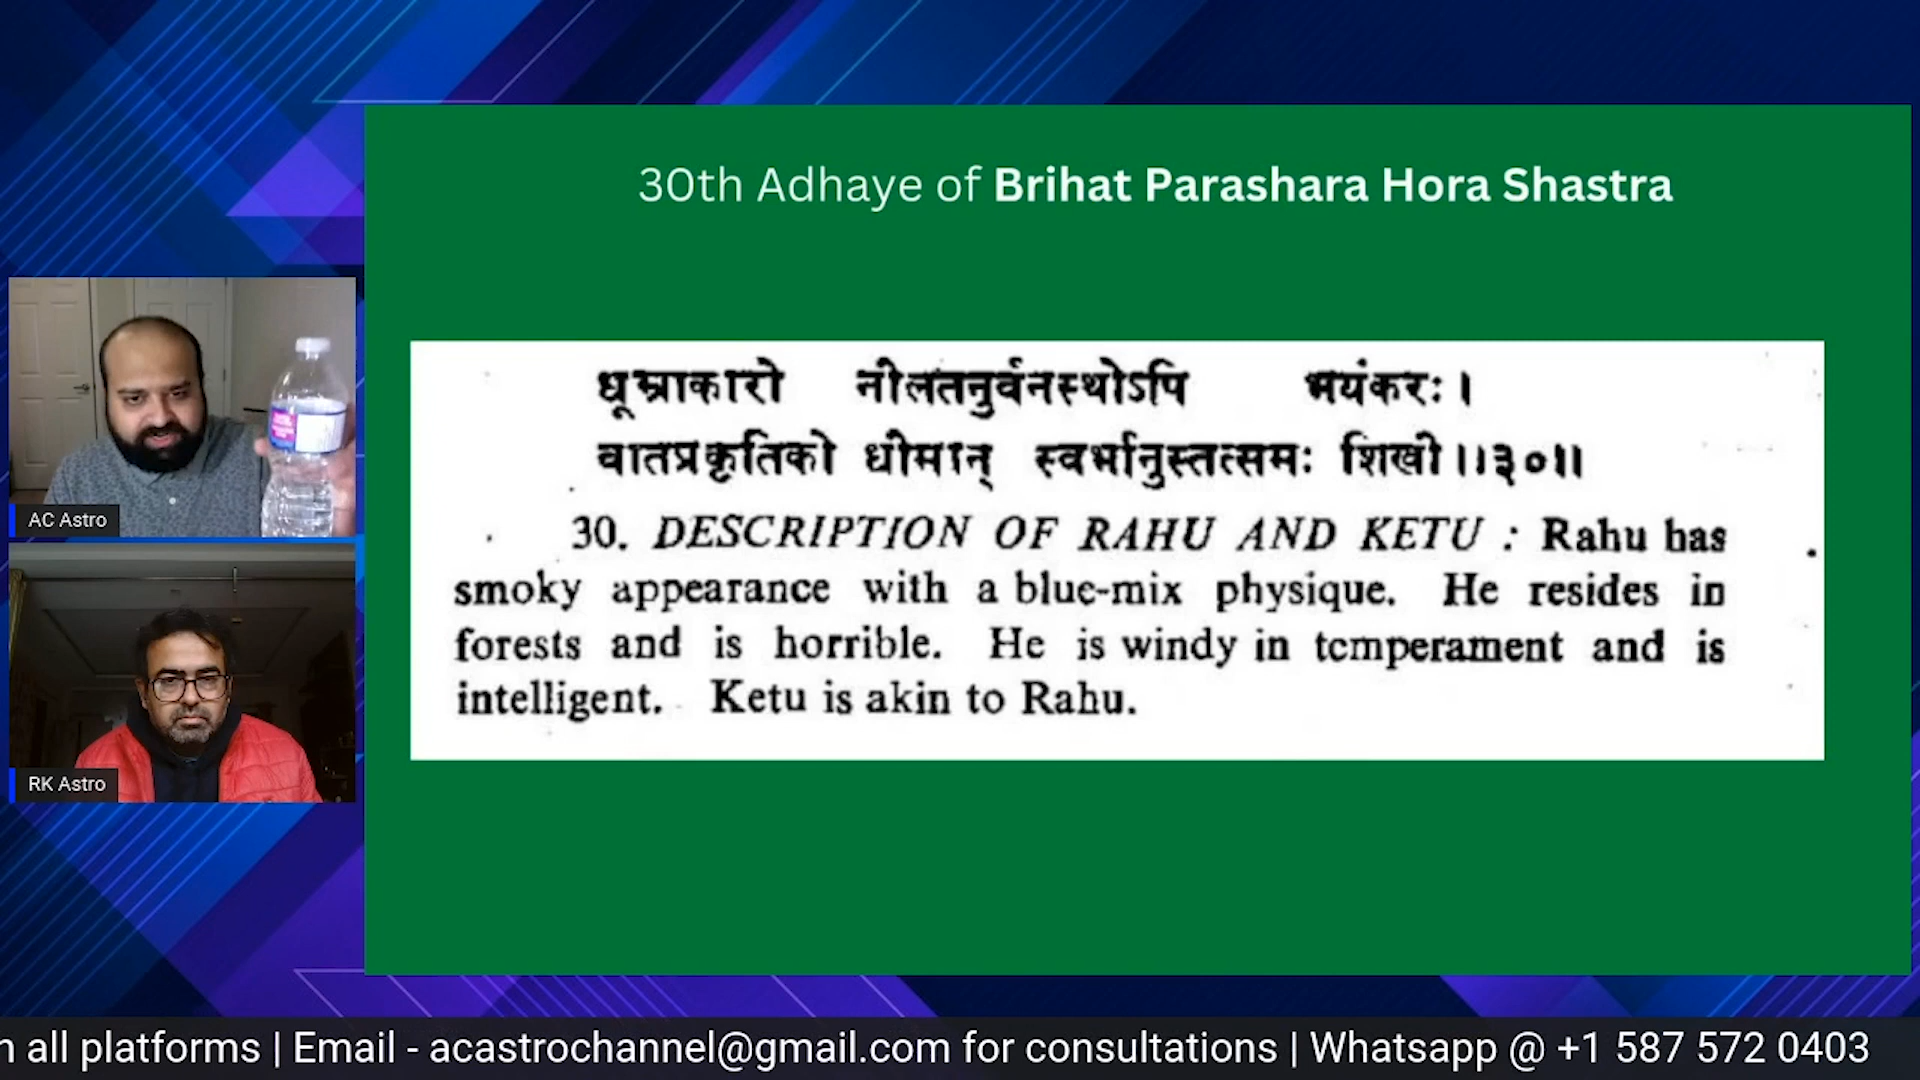 30th Adhaye of Brihat Parashara Hora Shastra
धूम्राकारो नीलतनुर्वनस्थोऽपि भयंकरः ।
वातप्रकृतिको धीमान् स्वर्भानुस्तत्समः शिखी ।।३०।।
30. DESCRIPTION OF RAHU AND KETU : Rahu has
smoky appearance with a blue-mix physique. He resides in
forests and is horrible. He is windy in temperament and is
intelligent. Ketu is akin to Rahu.
AC Astro
RK Astro
all platforms | Email - acastrochannel@gmail.com for consultations | Whatsapp @ +1 587 572 0403